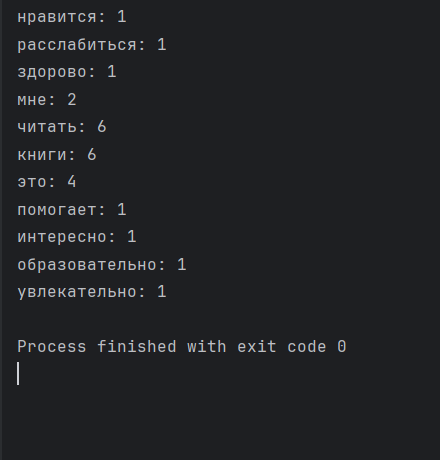 нравится: 1
расслабиться: 1
здорово: 1
мне: 2
читать: 6
книги: 6
это: 4
помогает: 1
интересно: 1
образовательно: 1
увлекательно: 1
Process finished with exit code 0